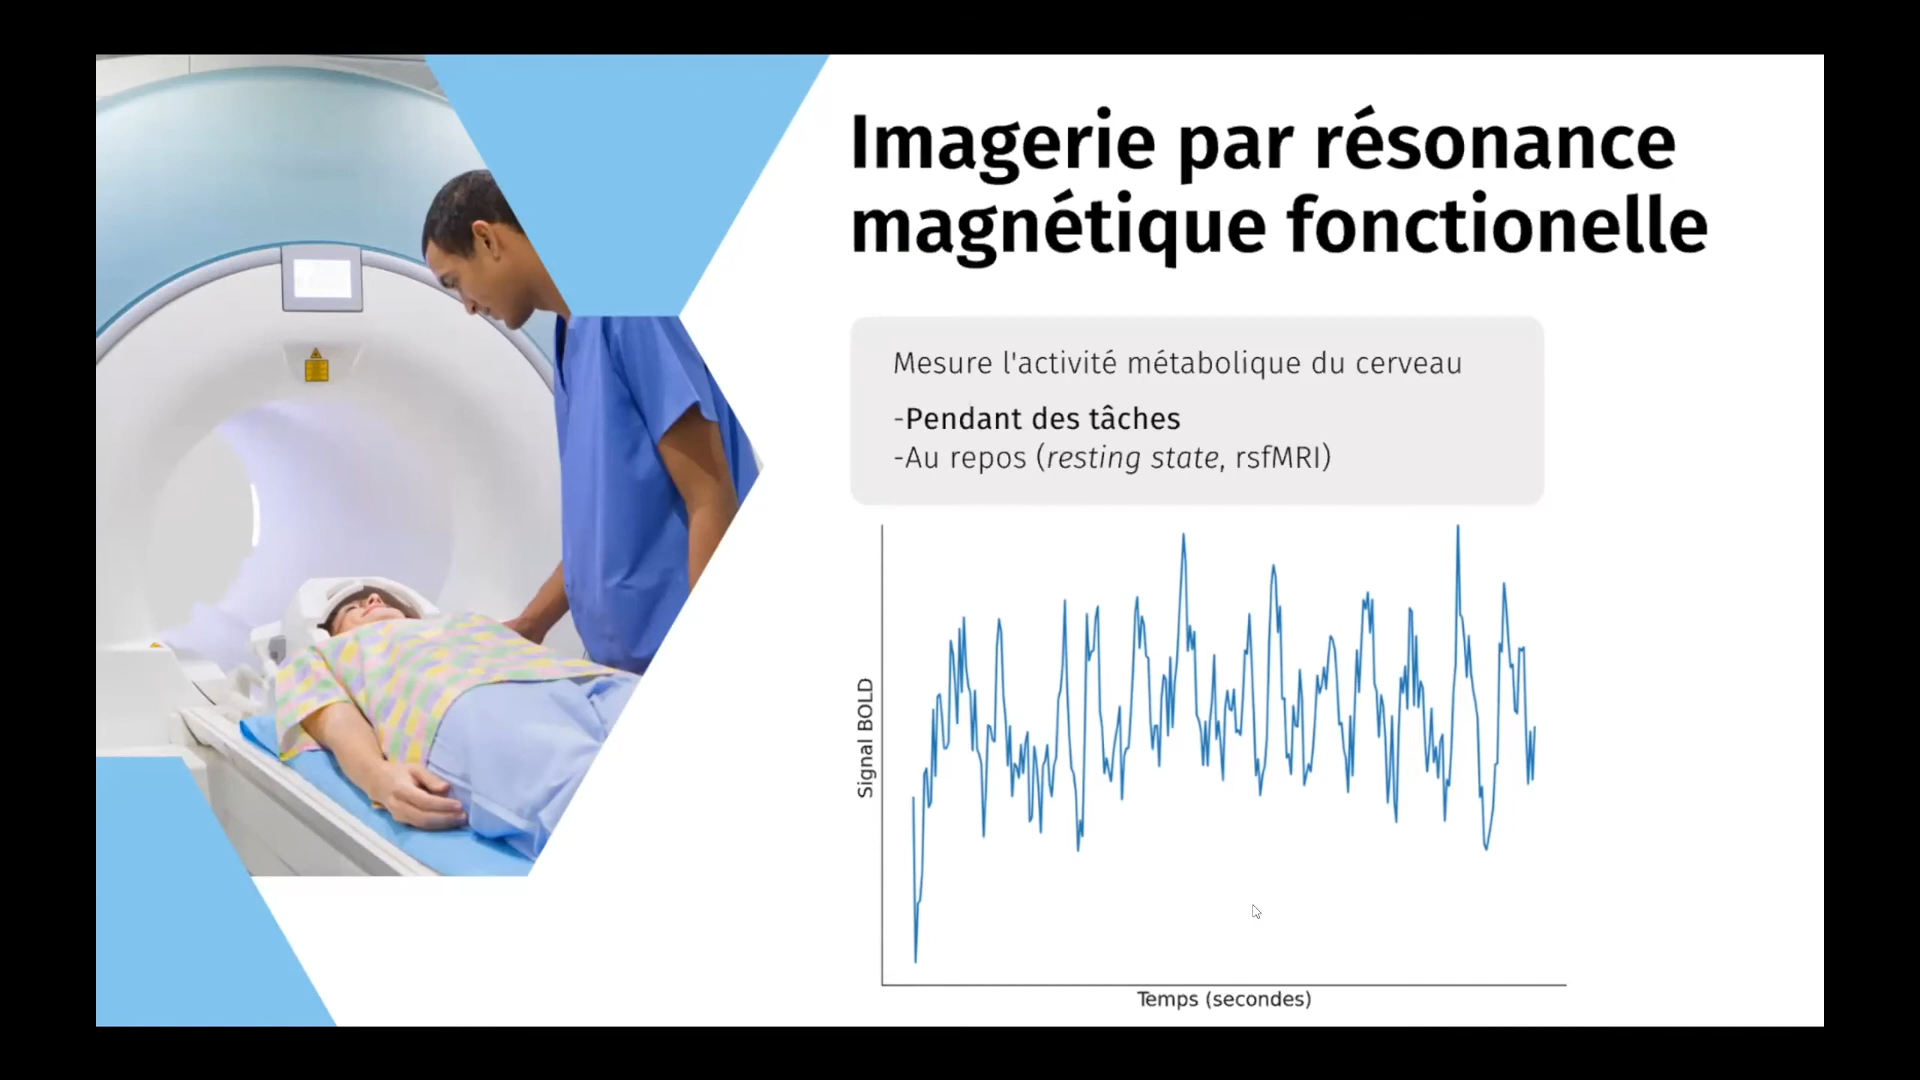 Imagerie par résonance
magnétique fonctionelle
Mesure l'activité métabolique du cerveau
-Pendant des tâches
-Au repos (resting state, rsfMRI)
Signal BOLD
Temps (secondes)